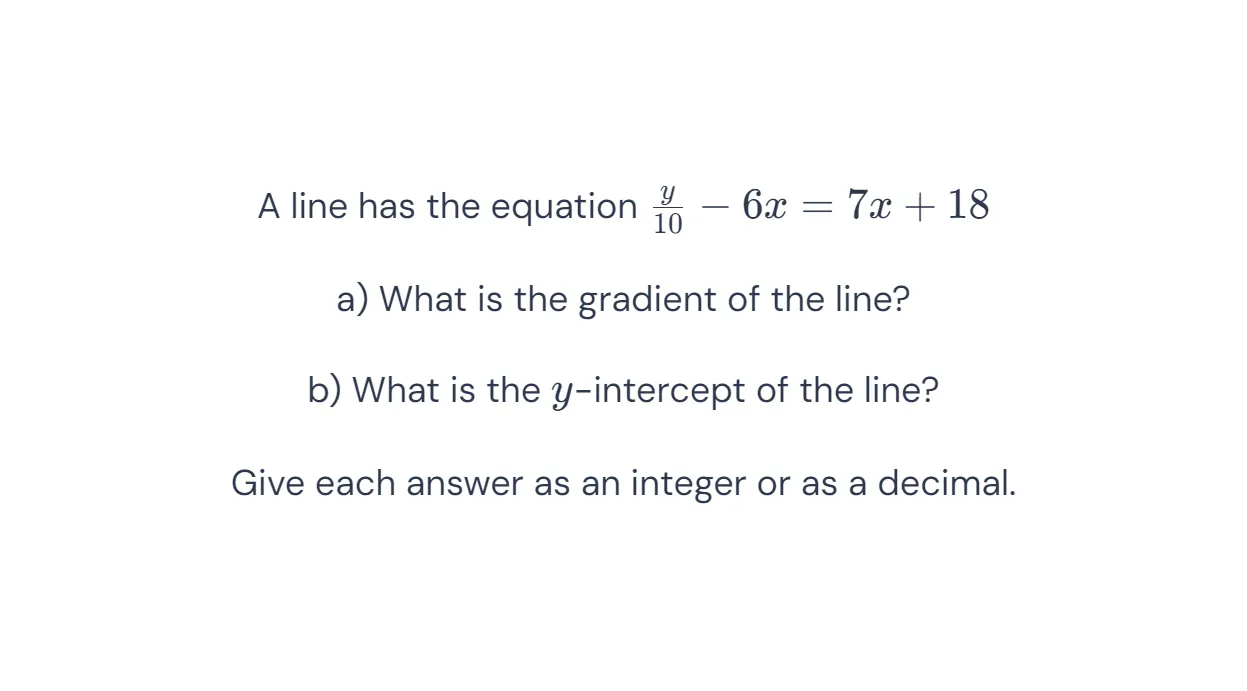 A line has the equation $\frac{y}{10} - 6x = 7x + 18$
a) What is the gradient of the line?
b) What is the $y$-intercept of the line?
Give each answer as an integer or as a decimal.